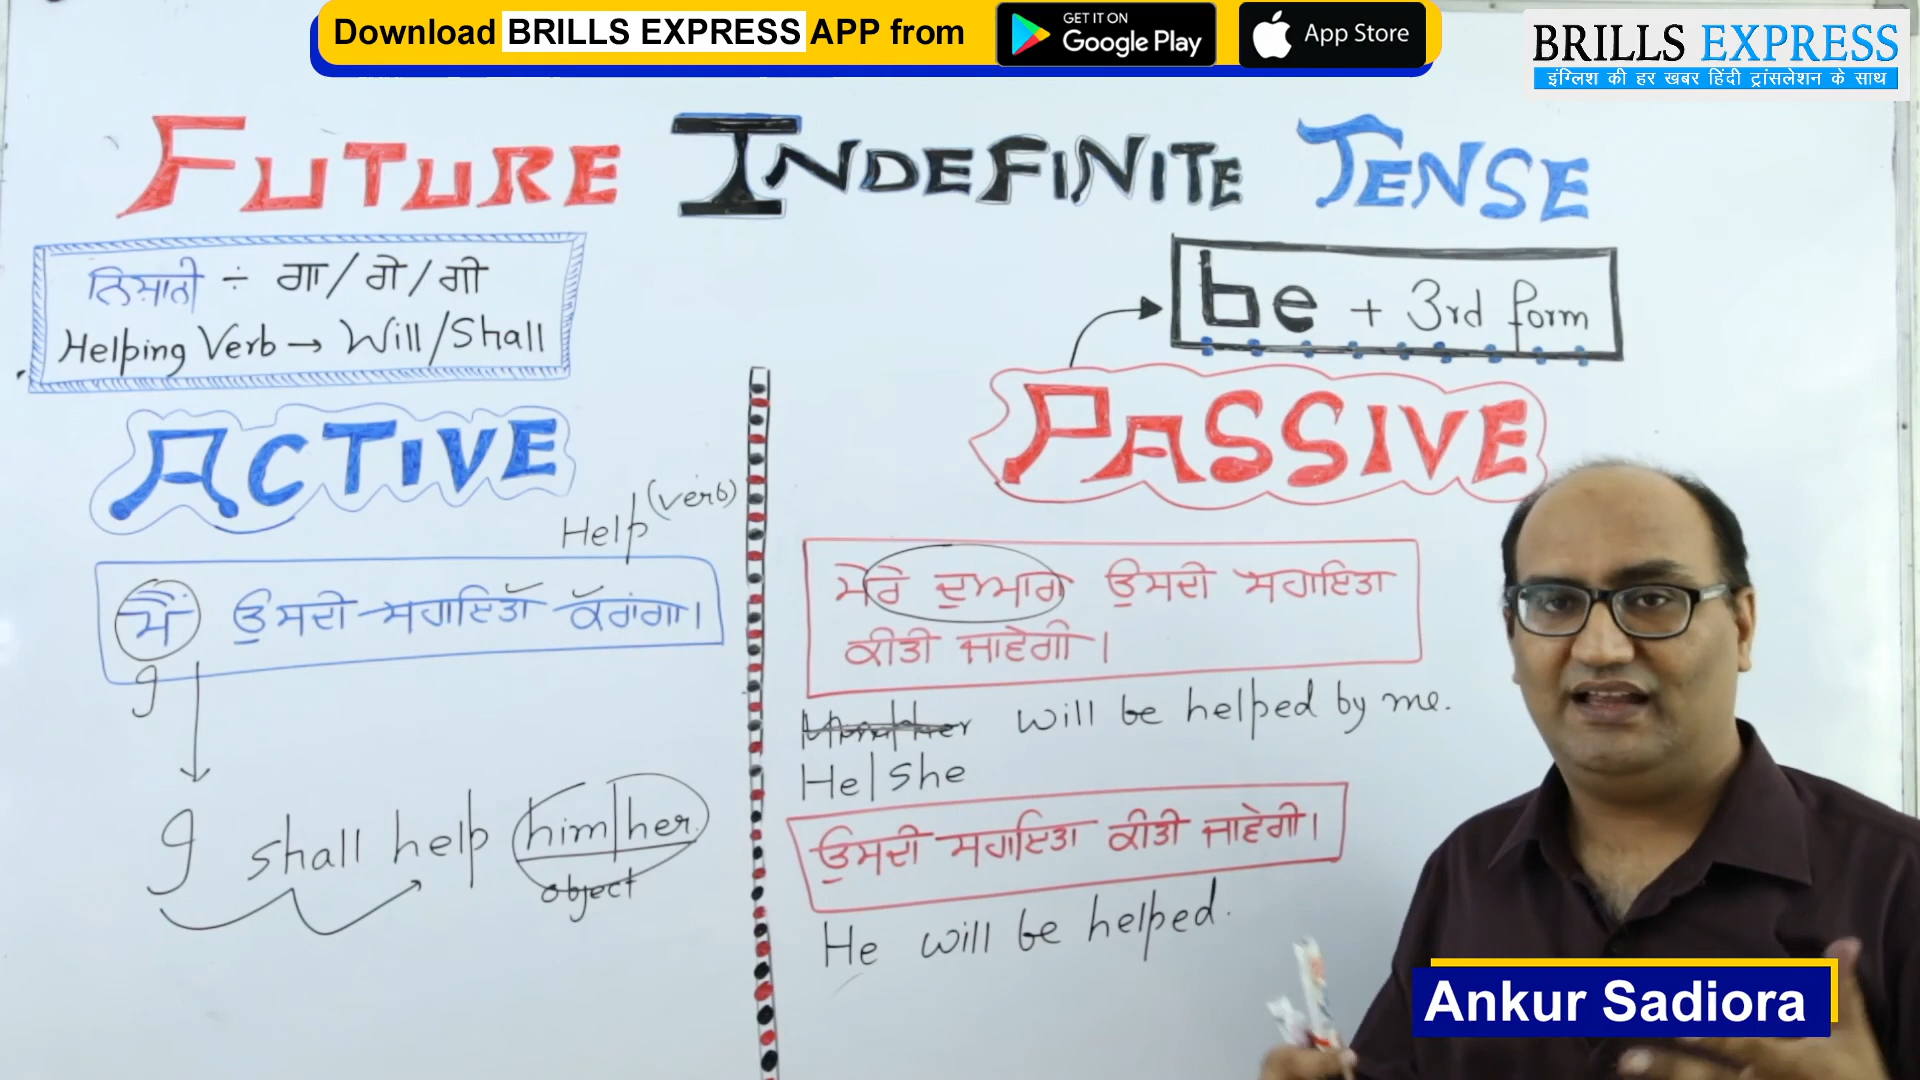 Download BRILLS EXPRESS APP from
GET IT ON
Google Play
App Store
BRILLS EXPRESS
इंग्लिश की हर खबर हिंदी ट्रांसलेशन के साथ
FUTURE INDEFINITE TENSE
ਨਿਸ਼ਾਨੀ ÷ ਗਾ/ਗੇ/ਗੀ
Helping Verb → Will/Shall
be + 3rd form
ACTIVE
PASSIVE
Help (verb)
ਮੈਂ ਉਸਦੀ ਸਹਾਇਤਾ ਕਰਾਂਗਾ।
I
I shall help him/her.
object
ਮੇਰੇ ਦੁਆਰਾ ਉਸਦੀ ਸਹਾਇਤਾ
ਕੀਤੀ ਜਾਵੇਗੀ।
will be helped by me.
He/she
ਉਸਦੀ ਸਹਾਇਤਾ ਕੀਤੀ ਜਾਵੇਗੀ।
He will be helped.
Ankur Sadiora